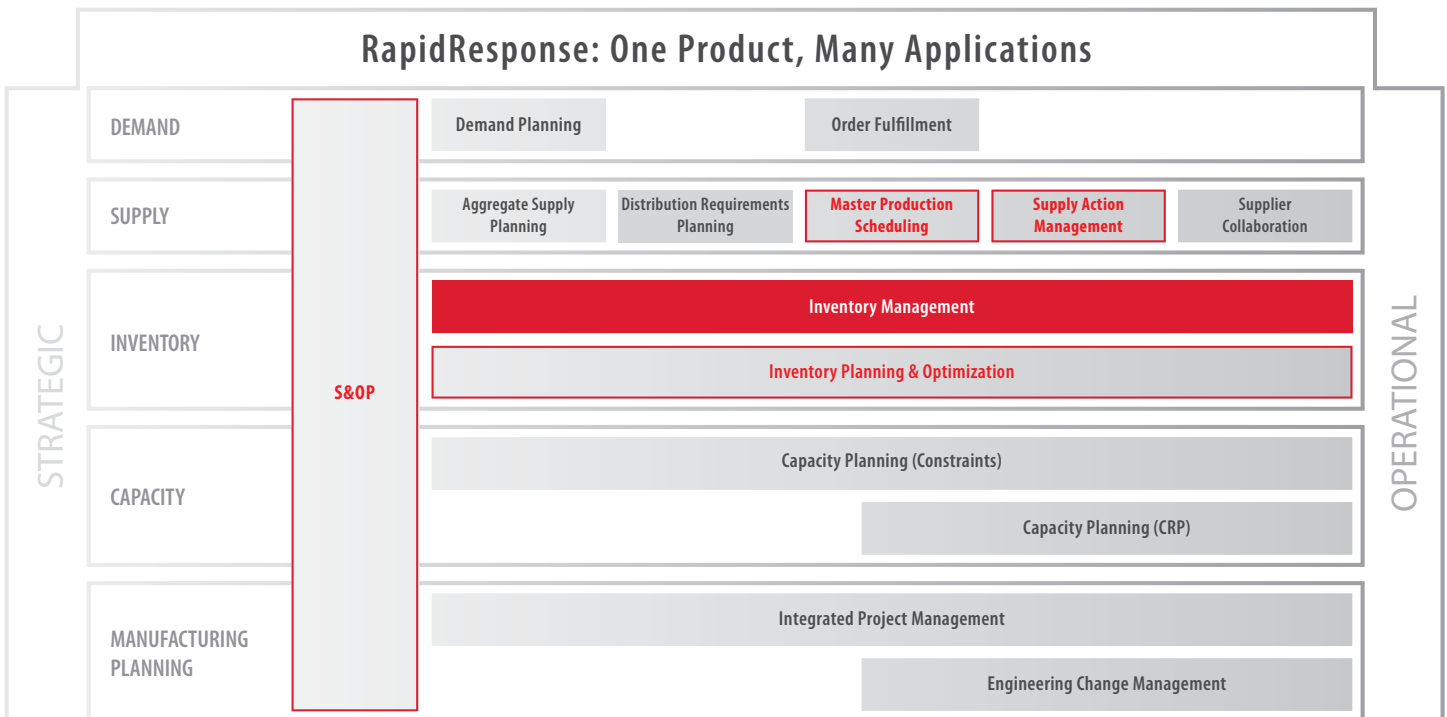 RapidResponse: One Product, Many Applications
STRATEGIC
OPERATIONAL
DEMAND
Demand Planning
Order Fulfillment
SUPPLY
Aggregate Supply
Planning
Distribution Requirements
Planning
Master Production
Scheduling
Supply Action
Management
Supplier
Collaboration
INVENTORY
Inventory Management
Inventory Planning & Optimization
S&OP
CAPACITY
Capacity Planning (Constraints)
Capacity Planning (CRP)
MANUFACTURING
PLANNING
Integrated Project Management
Engineering Change Management